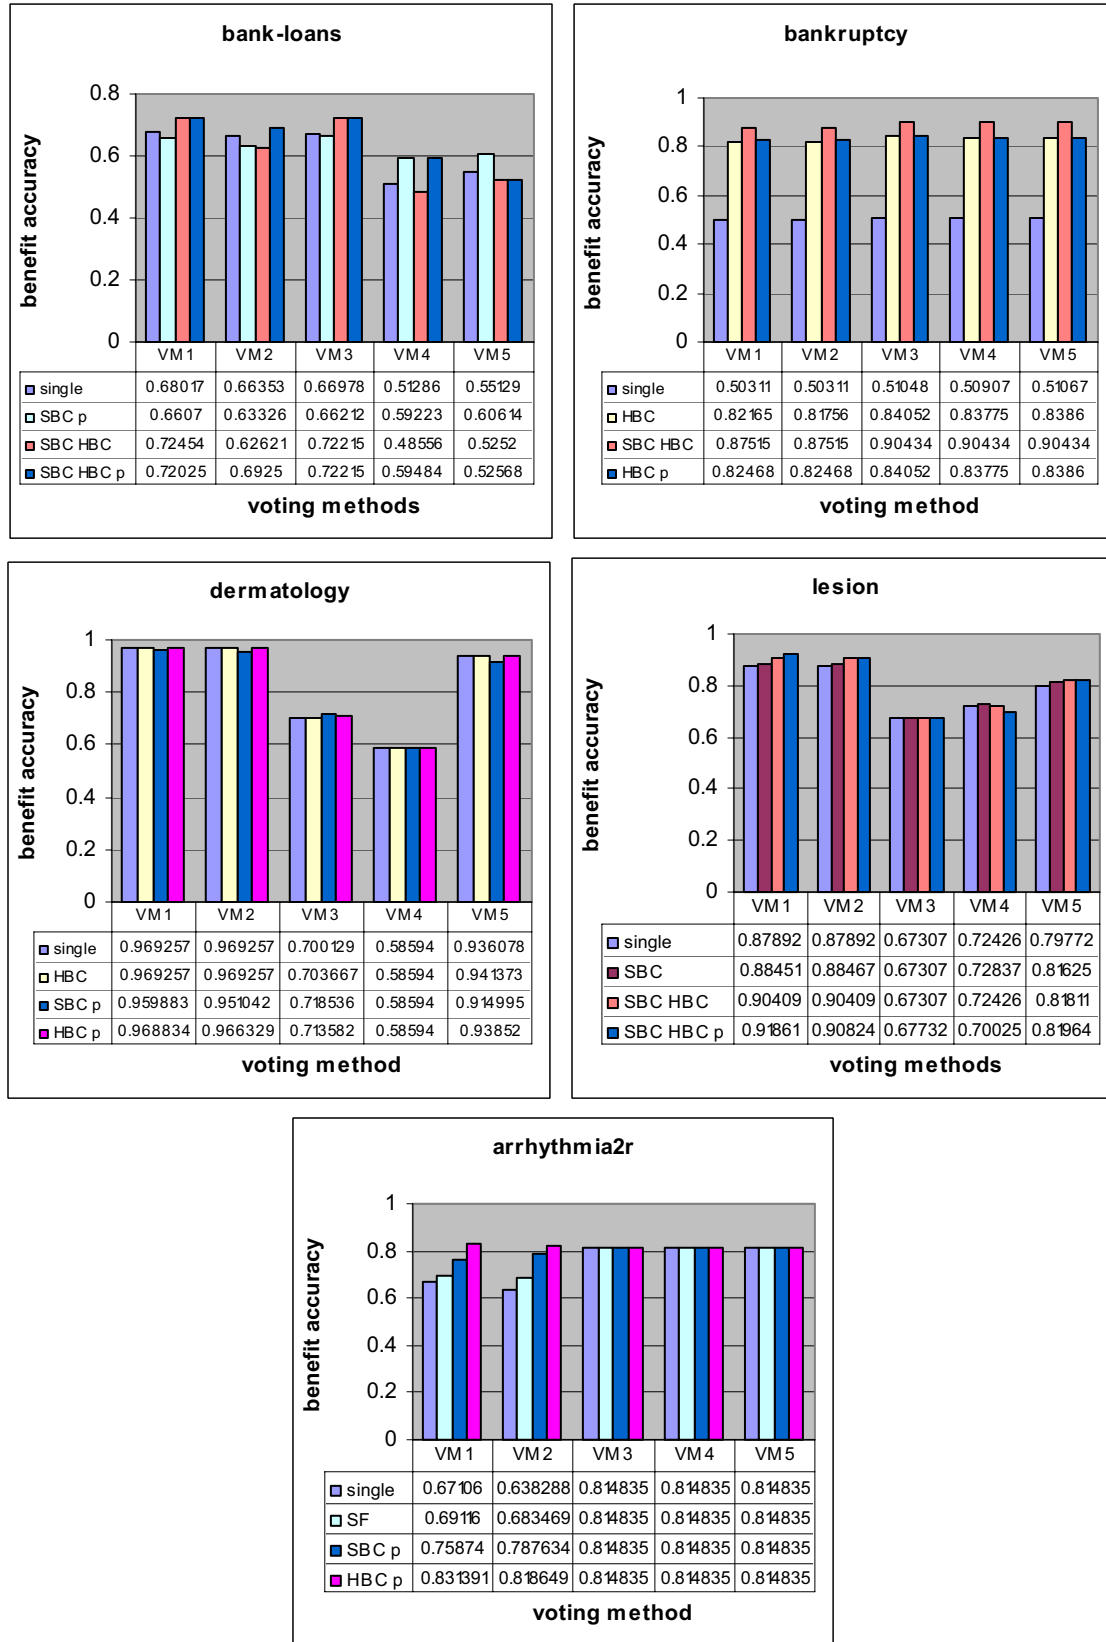 bank-loans
benefit accuracy
0.8
0.6
0.4
0.2
0
VM1 VM2 VM3 VM4 VM5
single 0.68017 0.66353 0.66978 0.51286 0.55129
SBC p 0.6607 0.63326 0.66212 0.59223 0.60614
SBC HBC 0.72454 0.62621 0.72215 0.48556 0.5252
SBC HBC p 0.72025 0.6925 0.72215 0.59484 0.52568
voting methods
bankruptcy
benefit accuracy
1
0.8
0.6
0.4
0.2
0
VM1 VM2 VM3 VM4 VM5
single 0.50311 0.50311 0.51048 0.50907 0.51067
HBC 0.82165 0.81756 0.84052 0.83775 0.8386
SBC HBC 0.87515 0.87515 0.90434 0.90434 0.90434
HBC p 0.82468 0.82468 0.84052 0.83775 0.8386
voting method
dermatology
benefit accuracy
1
0.8
0.6
0.4
0.2
0
VM1 VM2 VM3 VM4 VM5
single 0.969257 0.969257 0.700129 0.58594 0.936078
HBC 0.969257 0.969257 0.703667 0.58594 0.941373
SBC p 0.959883 0.951042 0.718536 0.58594 0.914995
HBC p 0.968834 0.966329 0.713582 0.58594 0.93852
voting method
lesion
benefit accuracy
1
0.8
0.6
0.4
0.2
0
VM1 VM2 VM3 VM4 VM5
single 0.87892 0.87892 0.67307 0.72426 0.79772
SBC 0.88451 0.88467 0.67307 0.72837 0.81625
SBC HBC 0.90409 0.90409 0.67307 0.72426 0.81811
SBC HBC p 0.91861 0.90824 0.67732 0.70025 0.81964
voting methods
arrhythmia2r
benefit accuracy
1
0.8
0.6
0.4
0.2
0
VM1 VM2 VM3 VM4 VM5
single 0.67106 0.638288 0.814835 0.814835 0.814835
SF 0.69116 0.683469 0.814835 0.814835 0.814835
SBC p 0.75874 0.787634 0.814835 0.814835 0.814835
HBC p 0.831391 0.818649 0.814835 0.814835 0.814835
voting method